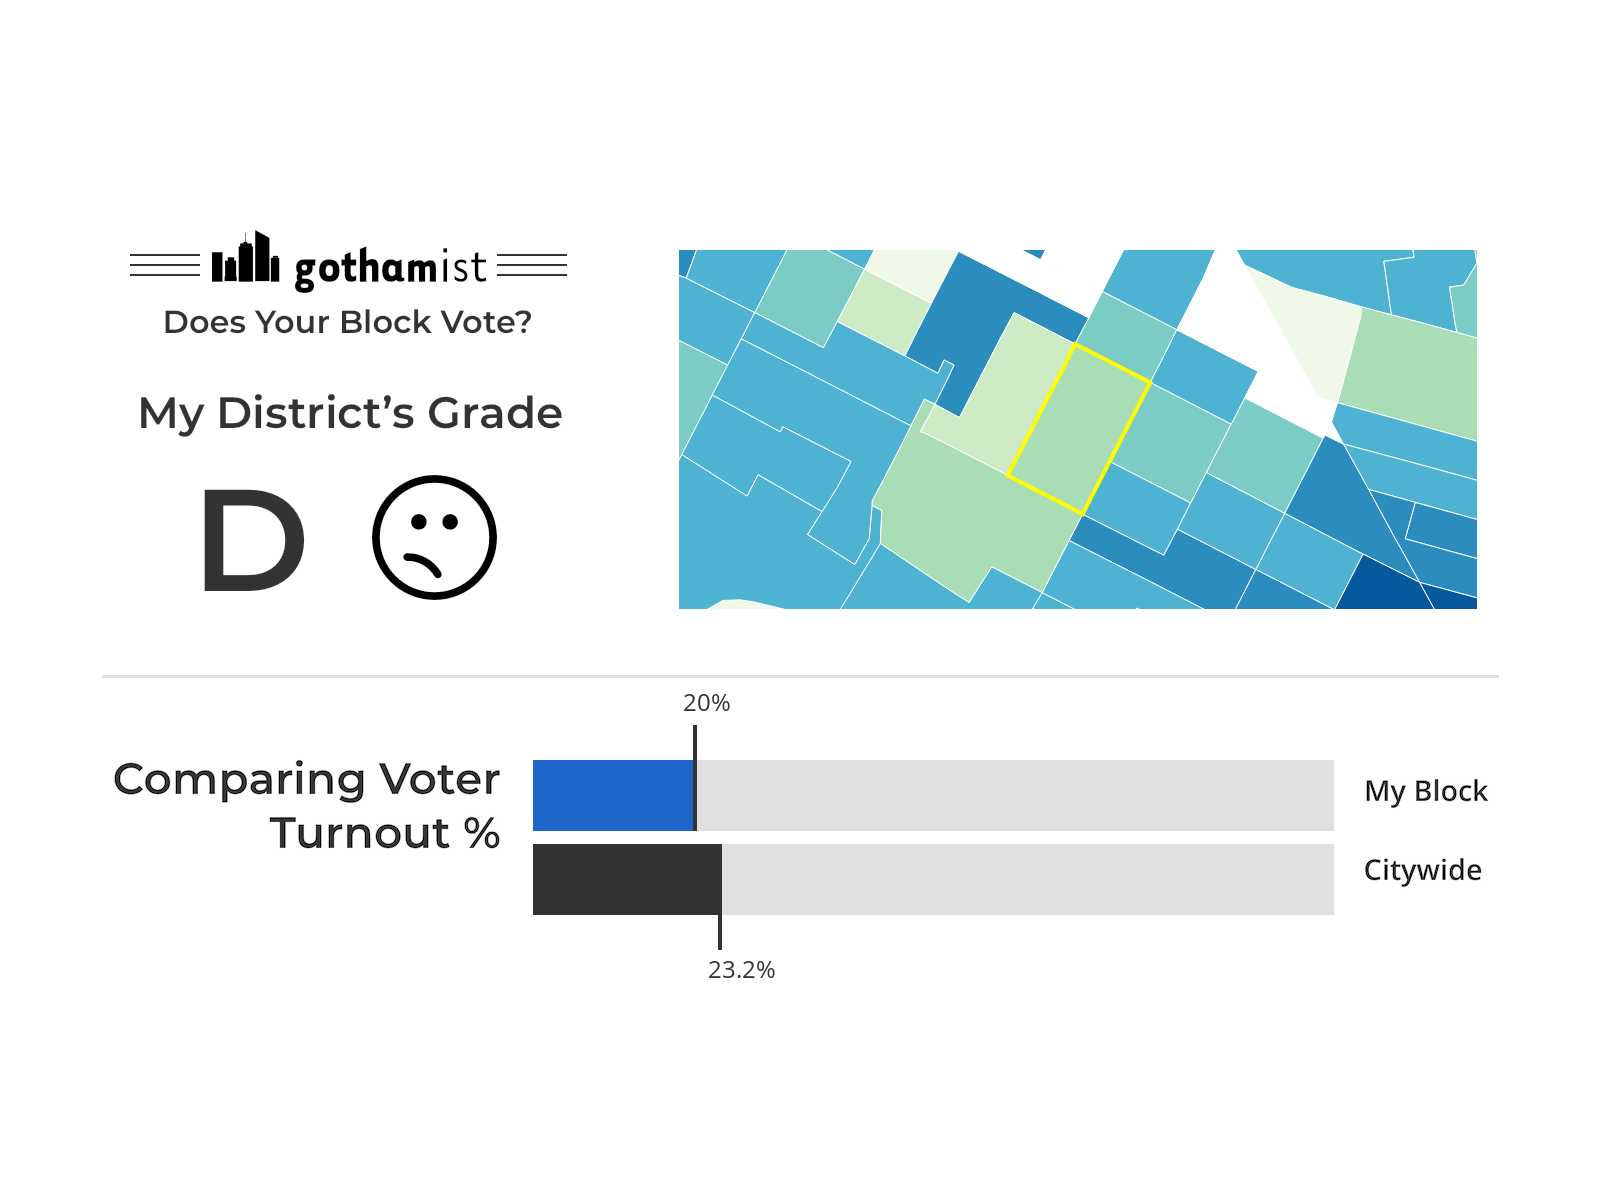 gothamist
Does Your Block Vote?
My District’s Grade
D
20%
Comparing Voter
Turnout %
My Block
Citywide
23.2%